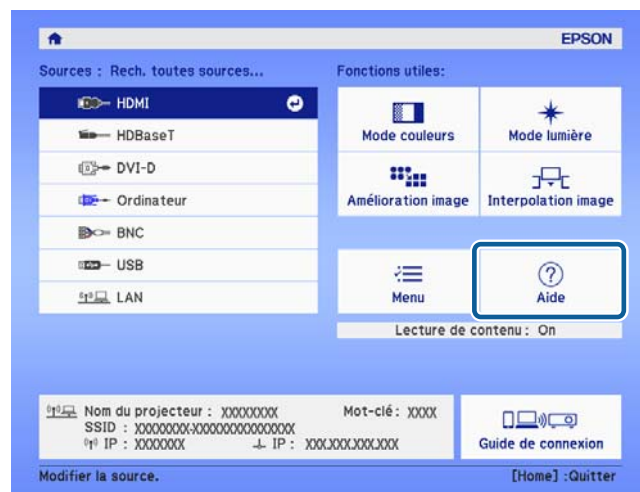 EPSON
Sources : Rech. toutes sources...
Fonctions utiles:
HDMI
HDBaseT
DVI-D
Ordinateur
BNC
USB
LAN
Mode couleurs
Mode lumière
Amélioration image
Interpolation image
Menu
Aide
Lecture de contenu : On
Nom du projecteur : XXXXXXXX
Mot-clé : XXXX
SSID : XXXXXXXX-XXXXXXXXXXXXXXX
IP : XXXXXXX
IP : XXX.XXX.XXX.XXX
Guide de connexion
Modifier la source.
[Home] :Quitter